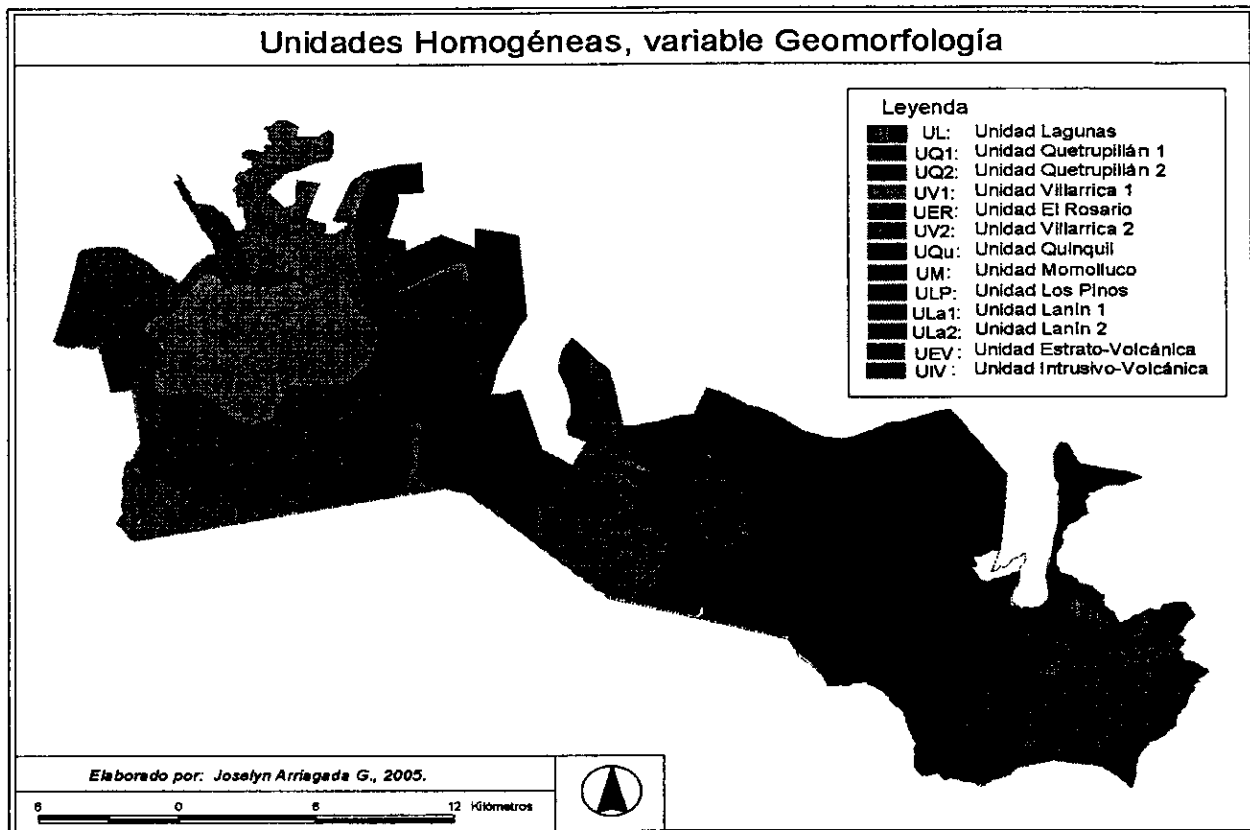 Unidades Homogéneas, variable Geomorfología
Leyenda
UL: Unidad Lagunas
UQ1: Unidad Quetrupillán 1
UQ2: Unidad Quetrupillán 2
UV1: Unidad Villarrica 1
UER: Unidad El Rosario
UV2: Unidad Villarrica 2
UQu: Unidad Quinquil
UM: Unidad Momolluco
ULP: Unidad Los Pinos
ULa1: Unidad Lanín 1
ULa2: Unidad Lanín 2
UEV: Unidad Estrato-Volcánica
UIV: Unidad Intrusivo-Volcánica
Elaborado por: Joselyn Arriagada G., 2005.
6 0 6 12 Kilómetros